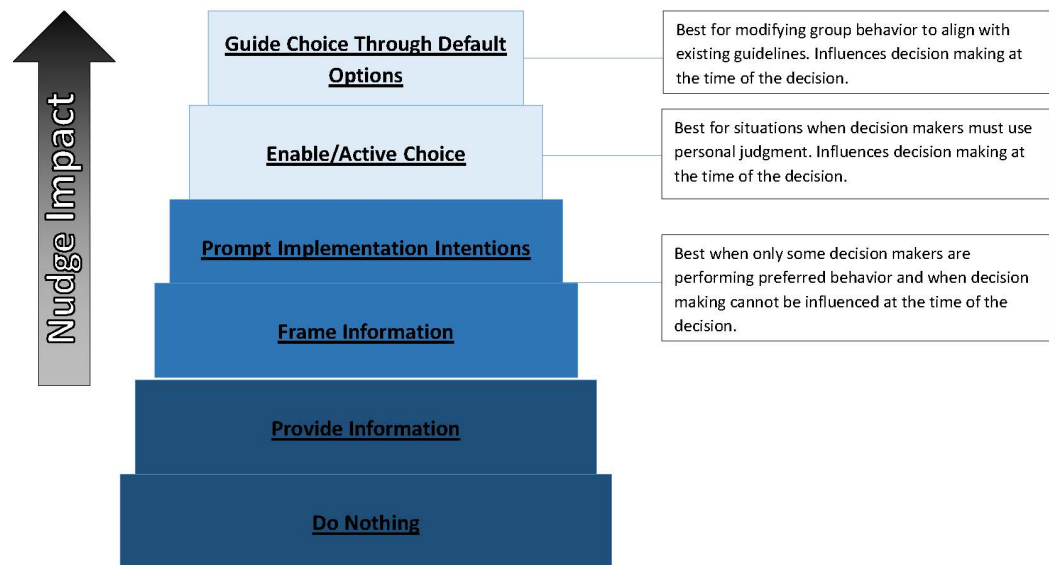 Nudge Impact
Guide Choice Through Default
Options
Best for modifying group behavior to align with
existing guidelines. Influences decision making at
the time of the decision.
Enable/Active Choice
Best for situations when decision makers must use
personal judgment. Influences decision making at
the time of the decision.
Prompt Implementation Intentions
Best when only some decision makers are
performing preferred behavior and when decision
making cannot be influenced at the time of the
decision.
Frame Information
Provide Information
Do Nothing